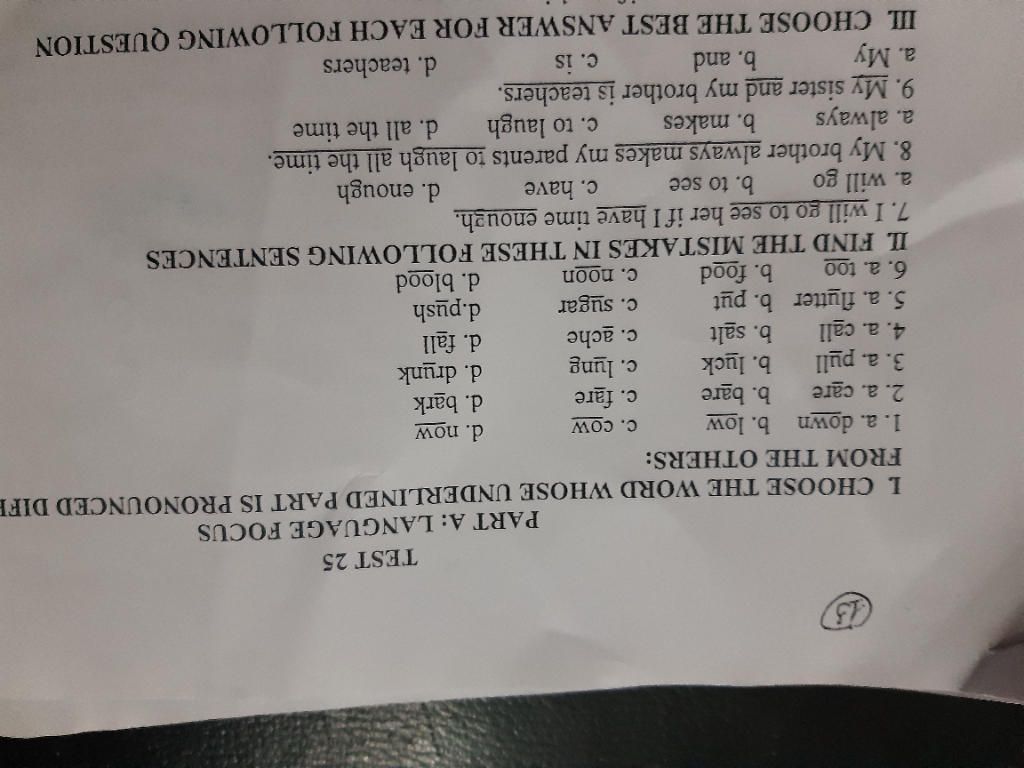 13
TEST 25
PART A: LANGUAGE FOCUS
I. CHOOSE THE WORD WHOSE UNDERLINED PART IS PRONOUNCED DIFF
FROM THE OTHERS:
1. a. down b. low c. cow d. now
2. a. care b. bare c. fare d. bark
3. a. pull b. luck c. lung d. drunk
4. a. call b. salt c. ache d. fall
5. a. flutter b. put c. sugar d.push
6. a. too b. food c. noon d. blood
II. FIND THE MISTAKES IN THESE FOLLOWING SENTENCES
7. I will go to see her if I have time enough.
a. will go b. to see c. have d. enough
8. My brother always makes my parents to laugh all the time.
a. always b. makes c. to laugh d. all the time
9. My sister and my brother is teachers.
a. My b. and c. is d. teachers
III. CHOOSE THE BEST ANSWER FOR EACH FOLLOWING QUESTION